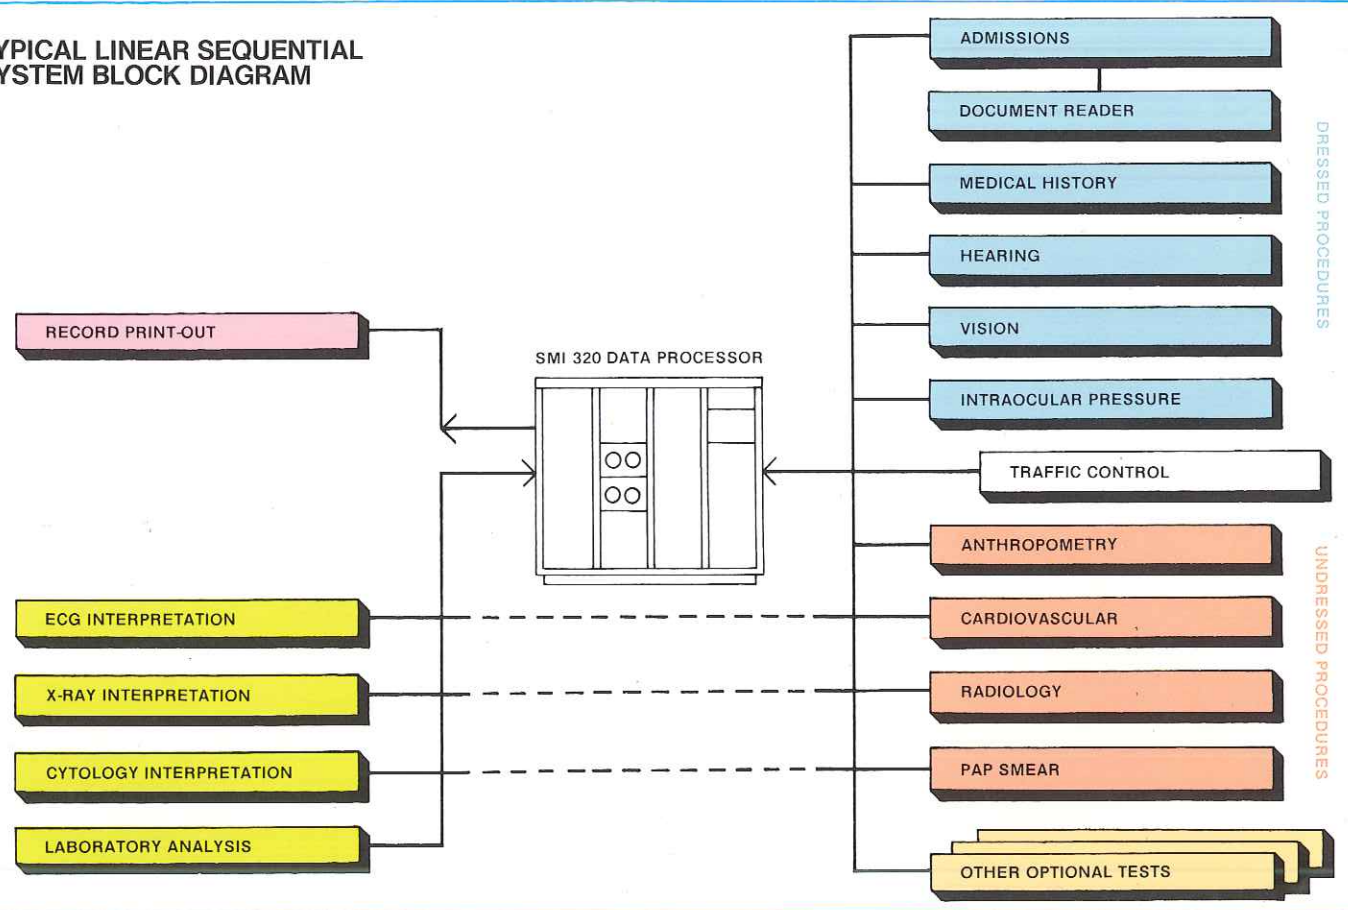 YPICAL LINEAR SEQUENTIAL
YSTEM BLOCK DIAGRAM
ADMISSIONS
DOCUMENT READER
MEDICAL HISTORY
HEARING
VISION
INTRAOCULAR PRESSURE
DRESSED PROCEDURES
RECORD PRINT-OUT
SMI 320 DATA PROCESSOR
TRAFFIC CONTROL
ANTHROPOMETRY
CARDIOVASCULAR
RADIOLOGY
PAP SMEAR
UNDRESSED PROCEDURES
ECG INTERPRETATION
X-RAY INTERPRETATION
CYTOLOGY INTERPRETATION
LABORATORY ANALYSIS
OTHER OPTIONAL TESTS